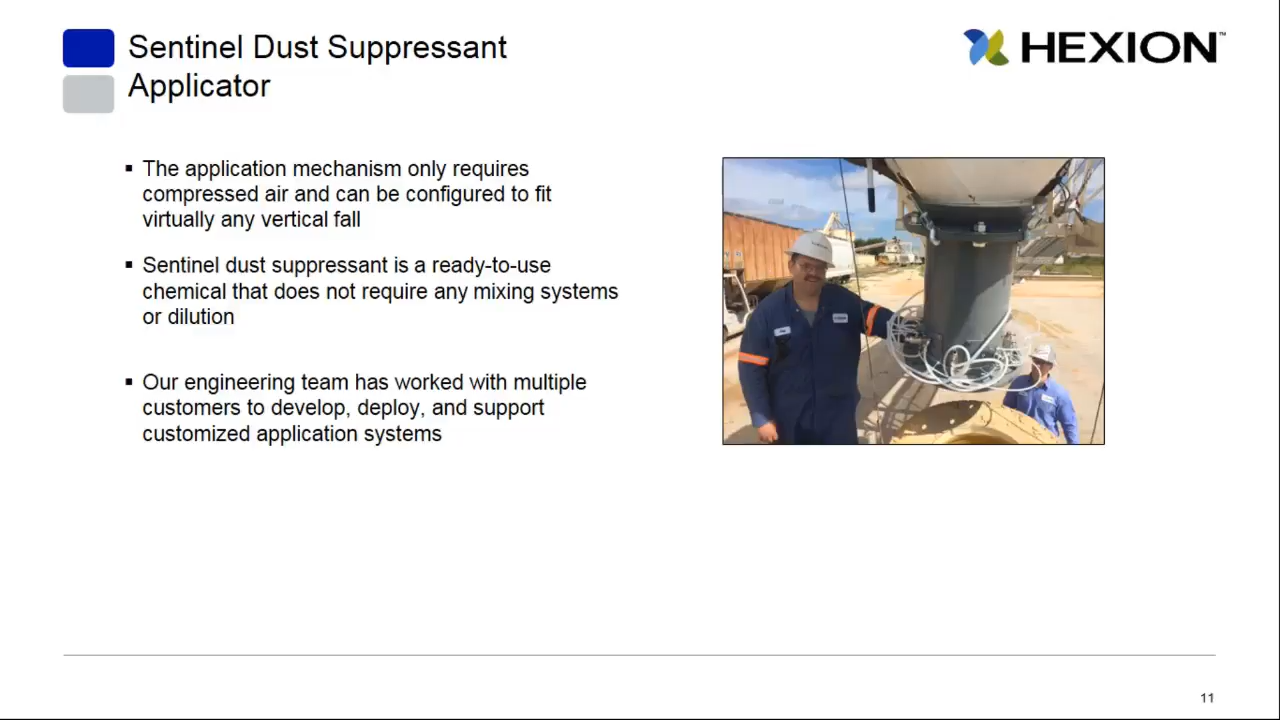 Sentinel Dust Suppressant
Applicator
HEXION™
▪ The application mechanism only requires
compressed air and can be configured to fit
virtually any vertical fall
▪ Sentinel dust suppressant is a ready-to-use
chemical that does not require any mixing systems
or dilution
▪ Our engineering team has worked with multiple
customers to develop, deploy, and support
customized application systems
11